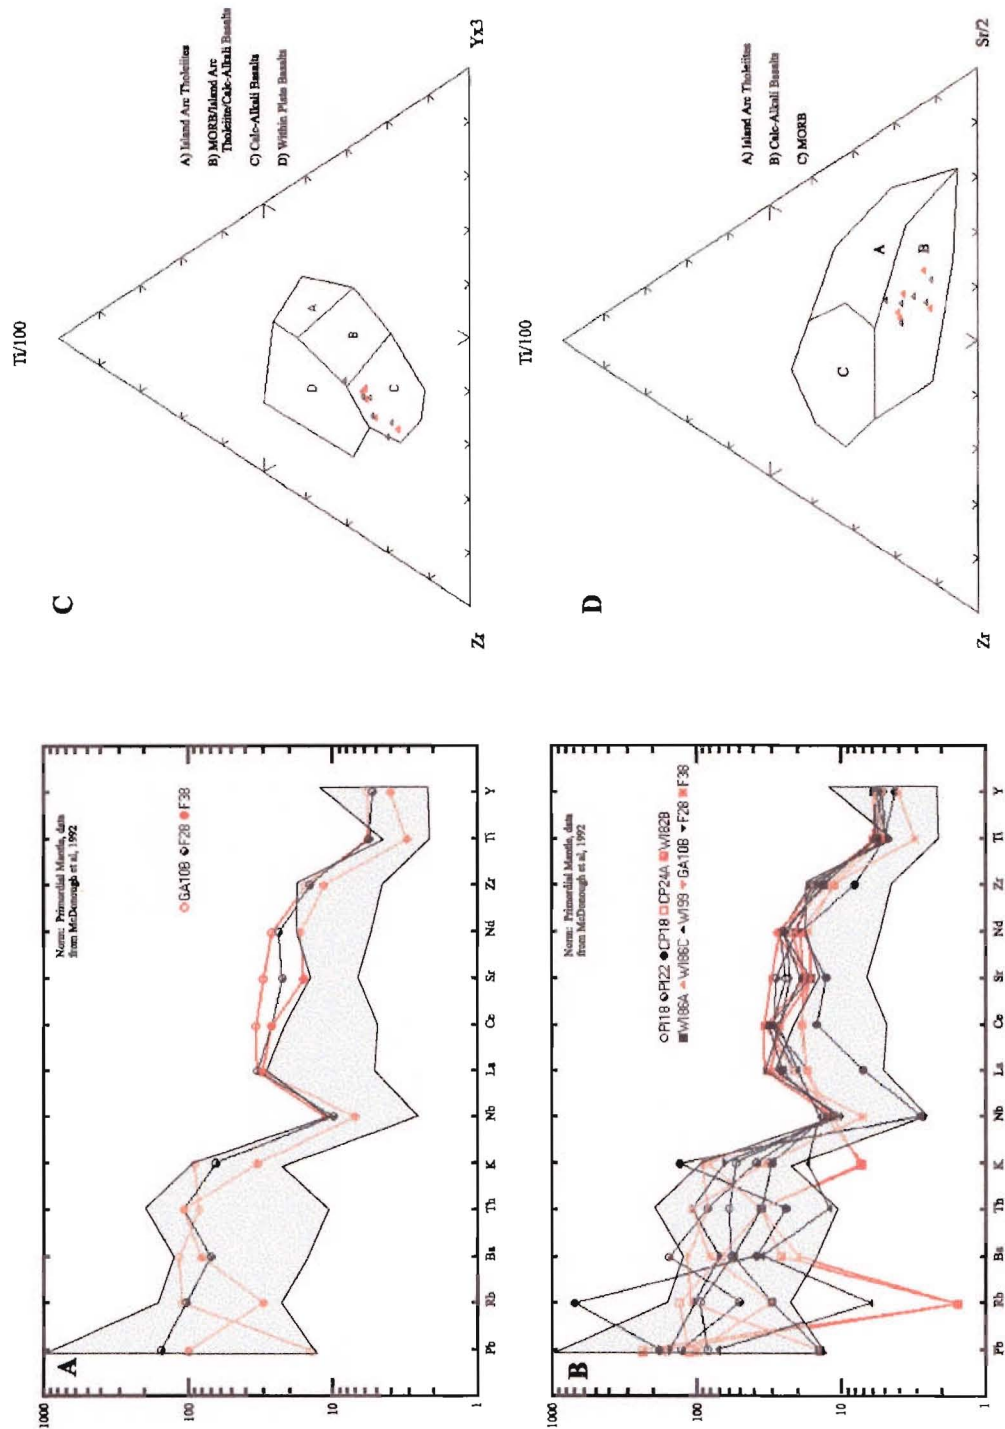 A
1000
100
10
1
Norm: Primordial Mantle, data
from McDonough et al, 1992
GA10B F28 F38
Pb Rb Ba Th K Nb La Ce Sr Nd Zr Ti Y
B
1000
100
10
1
Norm: Primordial Mantle, data
from McDonough et al, 1992
PI18 PI22 CP18 CP24A WI82B
WI86A WI86C WI99 GA10B F28 F38
Pb Rb Ba Th K Nb La Ce Sr Nd Zr Ti Y
C
Ti/100
Zr
Yx3
A
B
C
D
A) Island Arc Tholeiites
B) MORB/Island Arc
Tholeiite/Calc-Alkali Basalts
C) Calc-Alkali Basalts
D) Within Plate Basalts
D
Ti/100
Zr
Sr/2
A
B
C
A) Island Arc Tholeiites
B) Calc-Alkali Basalts
C) MORB